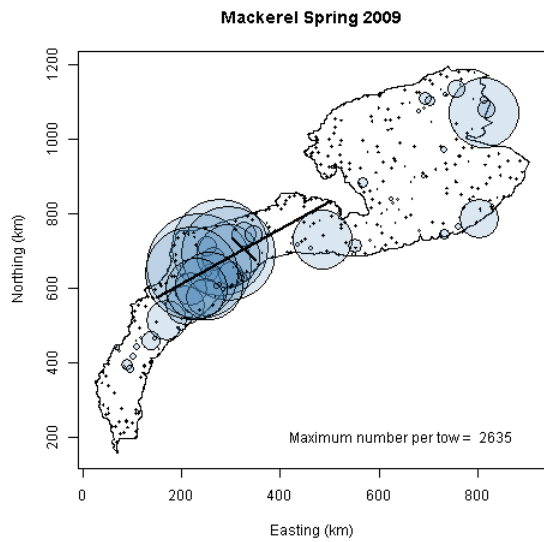 Mackerel Spring 2009
1200
1000
800
600
400
200
Northing (km)
Maximum number per tow = 2635
0 200 400 600 800
Easting (km)